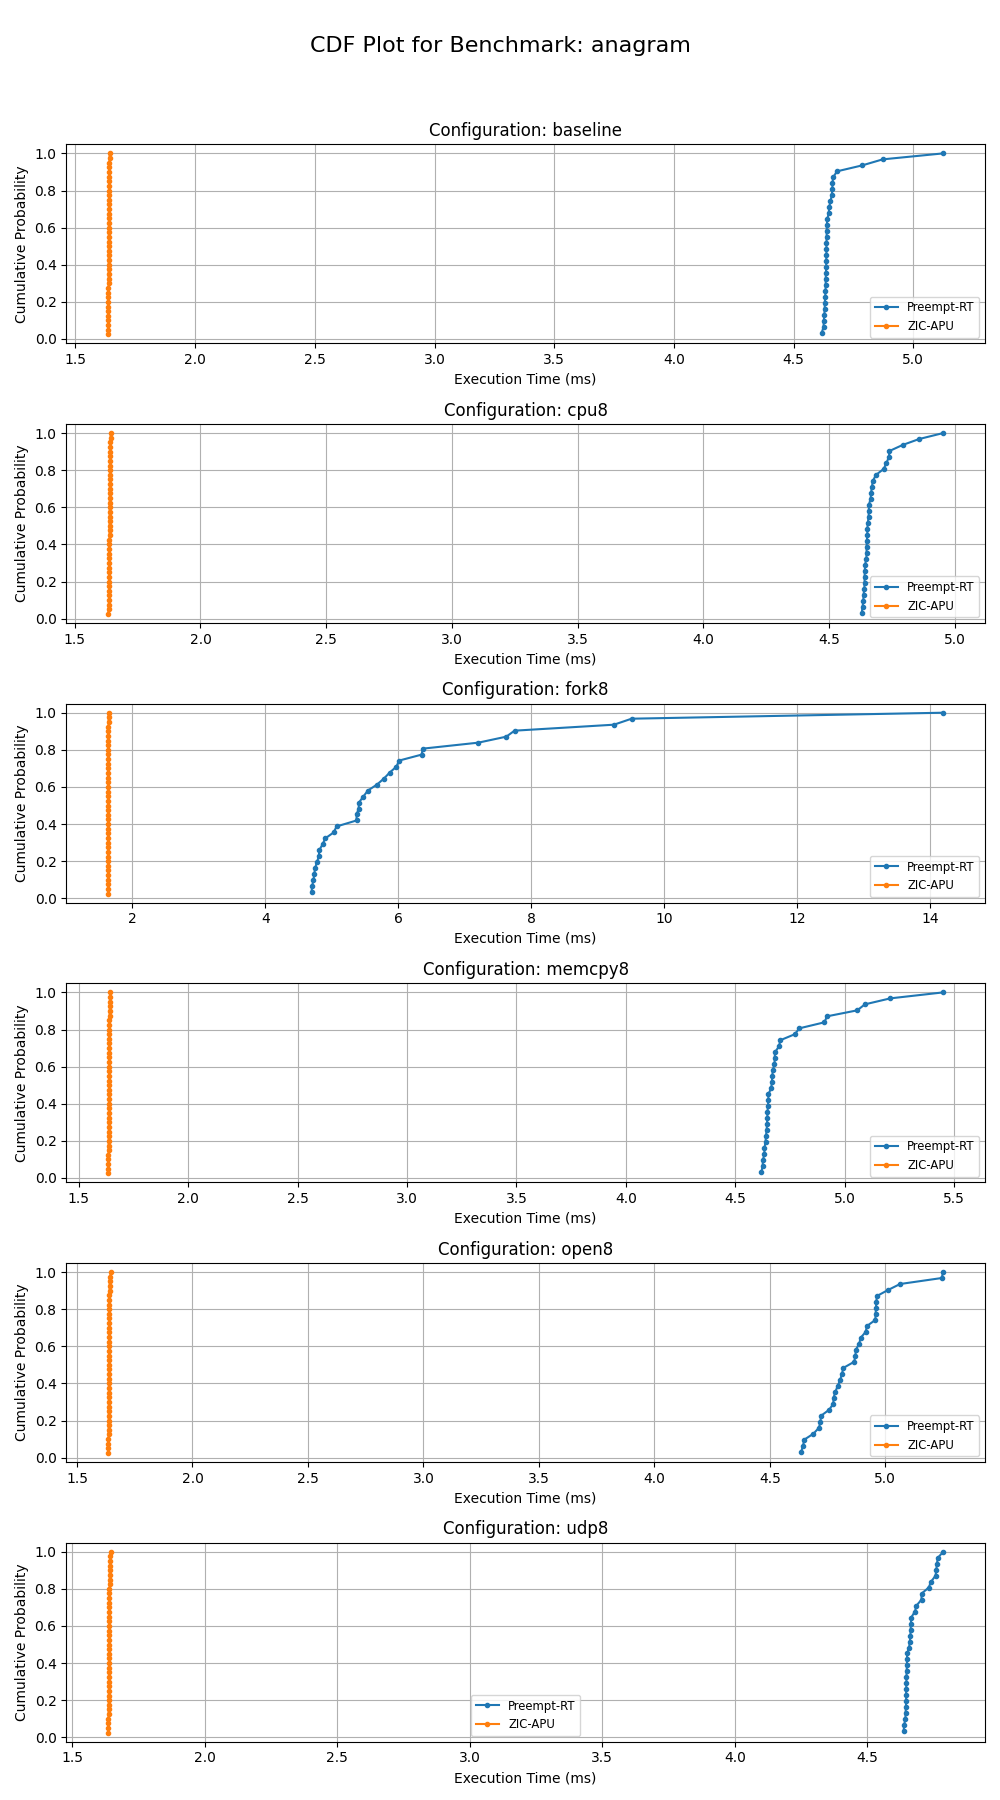 CDF Plot for Benchmark: anagram
Configuration: baseline
Cumulative Probability
1.0
0.8
0.6
0.4
0.2
0.0
Preempt-RT
ZIC-APU
1.5 2.0 2.5 3.0 3.5 4.0 4.5 5.0
Execution Time (ms)
Configuration: cpu8
Cumulative Probability
1.0
0.8
0.6
0.4
0.2
0.0
Preempt-RT
ZIC-APU
1.5 2.0 2.5 3.0 3.5 4.0 4.5 5.0
Execution Time (ms)
Configuration: fork8
Cumulative Probability
1.0
0.8
0.6
0.4
0.2
0.0
Preempt-RT
ZIC-APU
2 4 6 8 10 12 14
Execution Time (ms)
Configuration: memcpy8
Cumulative Probability
1.0
0.8
0.6
0.4
0.2
0.0
Preempt-RT
ZIC-APU
1.5 2.0 2.5 3.0 3.5 4.0 4.5 5.0 5.5
Execution Time (ms)
Configuration: open8
Cumulative Probability
1.0
0.8
0.6
0.4
0.2
0.0
Preempt-RT
ZIC-APU
1.5 2.0 2.5 3.0 3.5 4.0 4.5 5.0
Execution Time (ms)
Configuration: udp8
Cumulative Probability
1.0
0.8
0.6
0.4
0.2
0.0
Preempt-RT
ZIC-APU
1.5 2.0 2.5 3.0 3.5 4.0 4.5
Execution Time (ms)